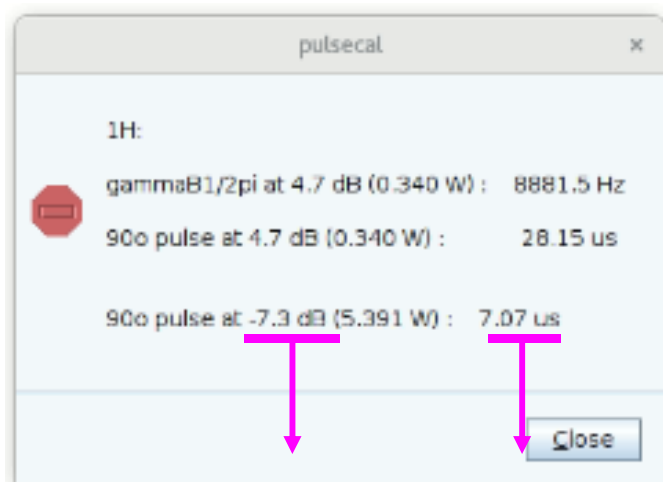 pulsecal ×
1H:
gammaB1/2pi at 4.7 dB (0.340 W) : 8881.5 Hz
90o pulse at 4.7 dB (0.340 W) : 28.15 us
90o pulse at -7.3 dB (5.391 W) : 7.07 us
Close